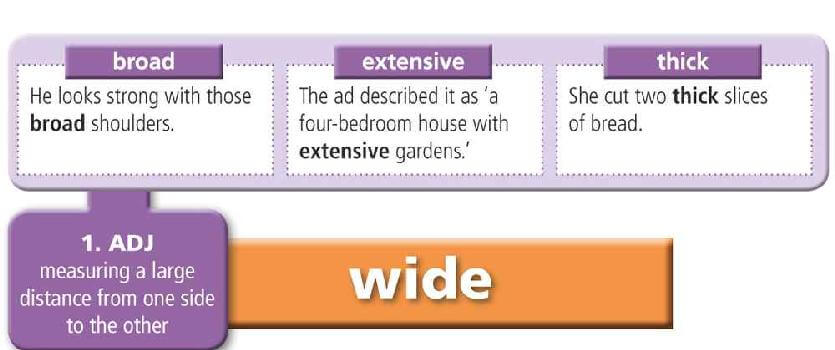 broad
He looks strong with those
broad shoulders.
extensive
The ad described it as ‘a
four-bedroom house with
extensive gardens.’
thick
She cut two thick slices
of bread.
1. ADJ
measuring a large
distance from one side
to the other
wide